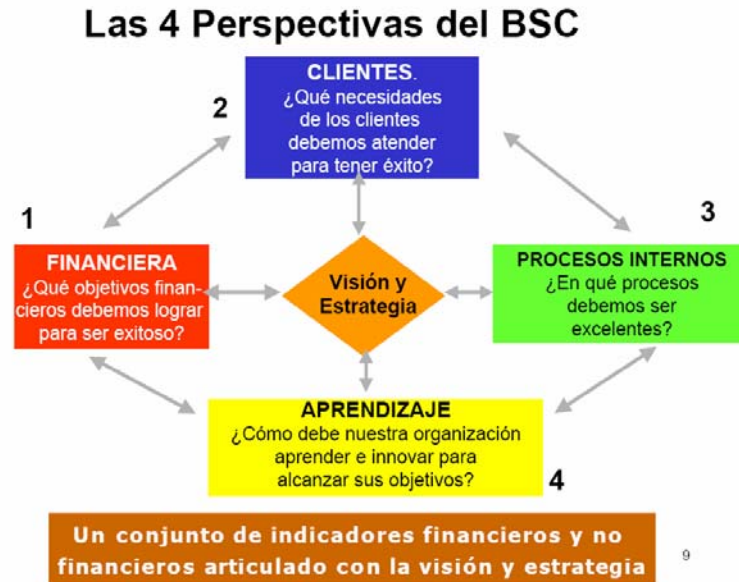 Las 4 Perspectivas del BSC
CLIENTES.
¿Qué necesidades
de los clientes
debemos atender
para tener éxito?
2
1
FINANCIERA
¿Qué objetivos finan-
cieros debemos lograr
para ser exitoso?
Visión y
Estrategia
3
PROCESOS INTERNOS
¿En qué procesos
debemos ser
excelentes?
APRENDIZAJE
¿Cómo debe nuestra organización
aprender e innovar para
alcanzar sus objetivos?
4
Un conjunto de indicadores financieros y no
financieros articulado con la visión y estrategia
9